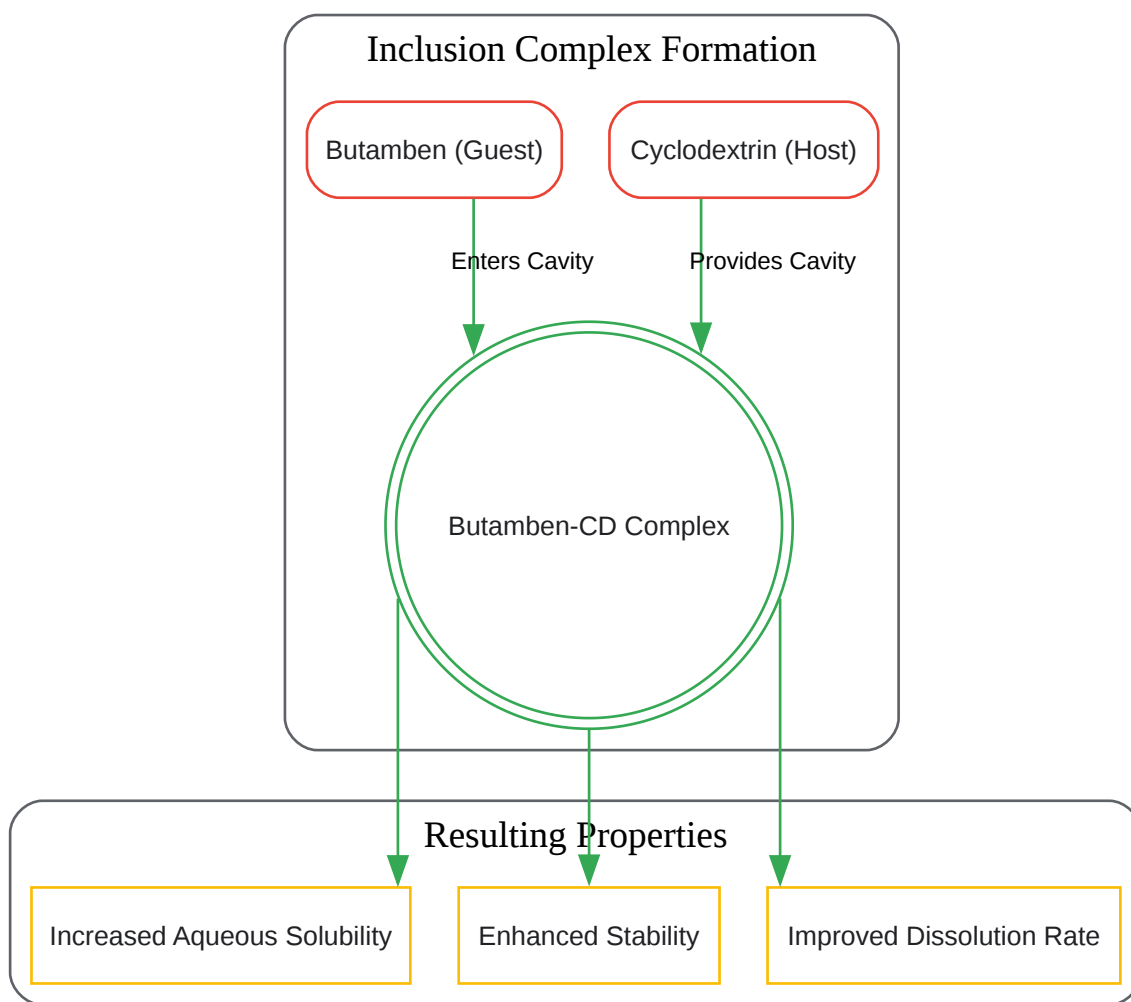 Inclusion Complex Formation
Butamben (Guest)
Cyclodextrin (Host)
Enters Cavity
Provides Cavity
Butamben-CD Complex
Resulting Properties
Increased Aqueous Solubility
Enhanced Stability
Improved Dissolution Rate